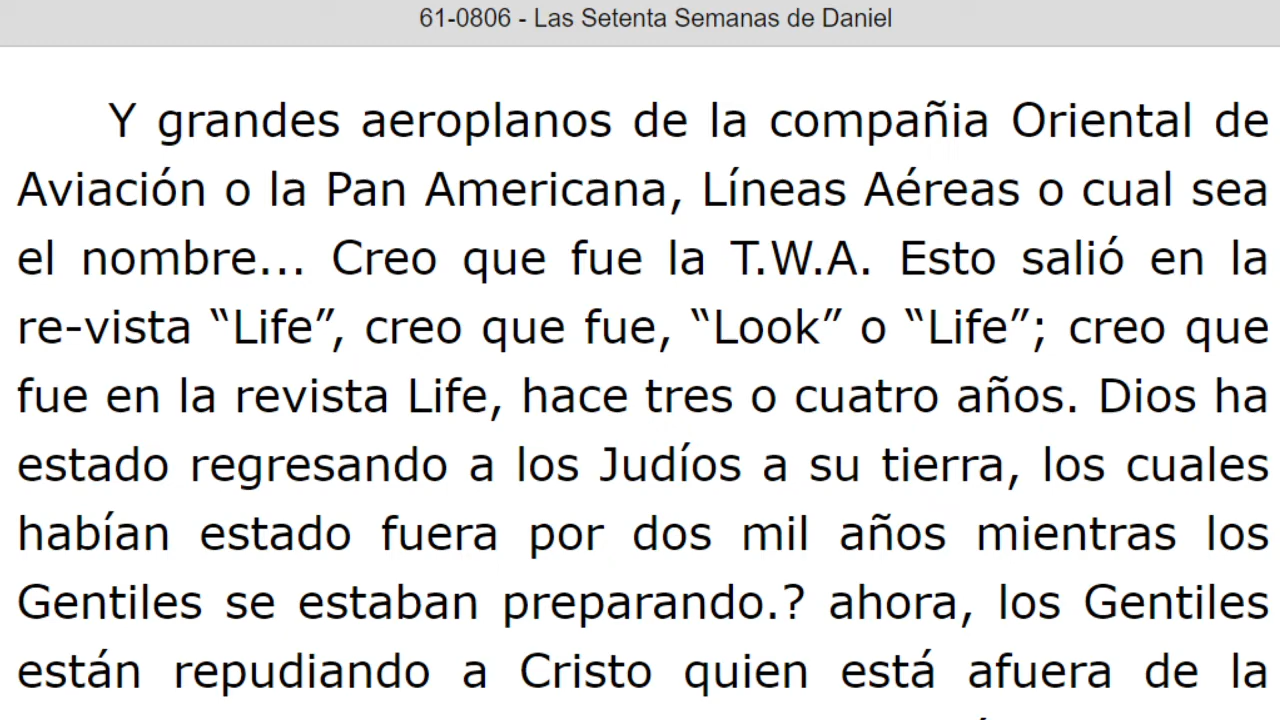 61-0806 - Las Setenta Semanas de Daniel
Y grandes aeroplanos de la compañia Oriental de
Aviación o la Pan Americana, Líneas Aéreas o cual sea
el nombre... Creo que fue la T.W.A. Esto salió en la
re-vista “Life”, creo que fue, “Look” o “Life”; creo que
fue en la revista Life, hace tres o cuatro años. Dios ha
estado regresando a los Judíos a su tierra, los cuales
habían estado fuera por dos mil años mientras los
Gentiles se estaban preparando.? ahora, los Gentiles
están repudiando a Cristo quien está afuera de la